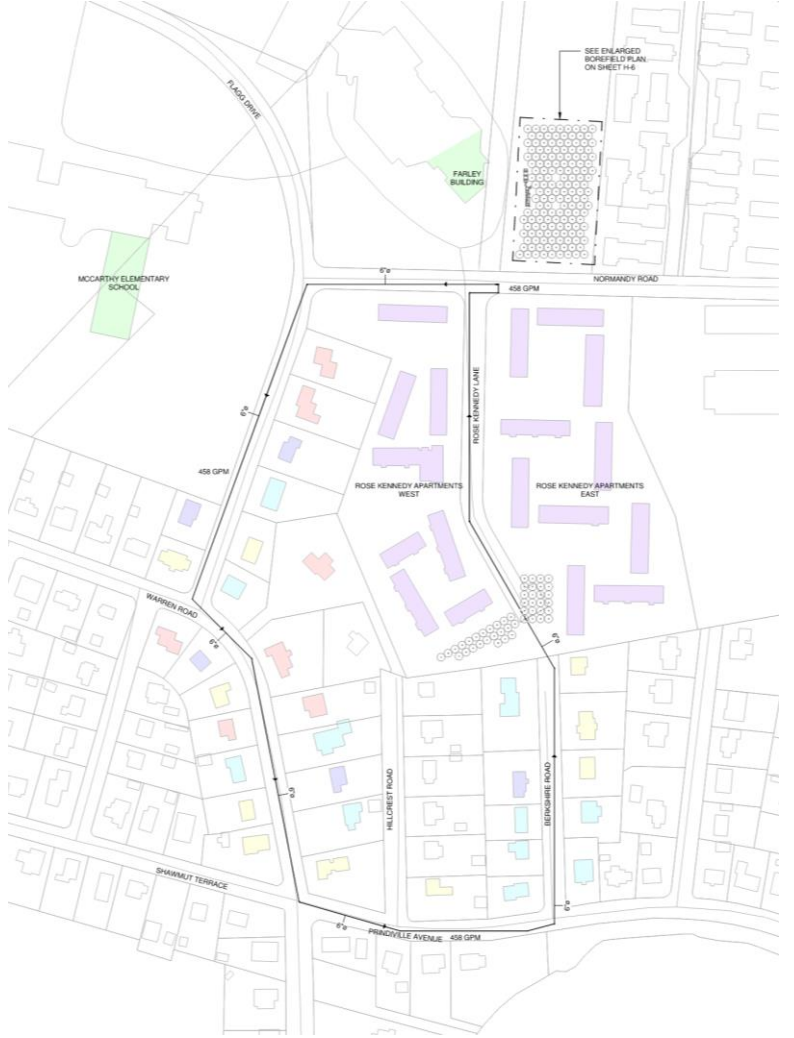 SEE ENLARGED
BOREFIELD PLAN
ON SHEET H-6
FLAGG DRIVE
FARLEY
BUILDING
MCCARTHY ELEMENTARY
SCHOOL
6"ø
NORMANDY ROAD
458 GPM
ROSE KENNEDY LANE
6"ø
458 GPM
ROSE KENNEDY APARTMENTS
WEST
ROSE KENNEDY APARTMENTS
EAST
WARREN ROAD
6"ø
6"ø
HILLCREST ROAD
BERKSHIRE ROAD
6"ø
SHAWMUT TERRACE
6"ø
6"ø
PRINDIVILLE AVENUE
458 GPM